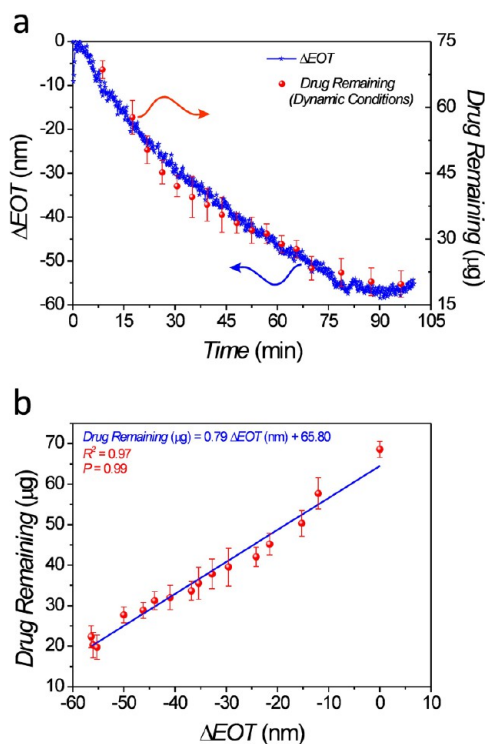 a
0
-10
-20
-30
-40
-50
-60
ΔEOT (nm)
ΔEOT
Drug Remaining
(Dynamic Conditions)
75
60
45
30
15
Drug Remaining (µg)
0 15 30 45 60 75 90 105
Time (min)
b
Drug Remaining (µg) = 0.79 ΔEOT (nm) + 65.80
R² = 0.97
P = 0.99
70
60
50
40
30
20
10
Drug Remaining (µg)
-60 -50 -40 -30 -20 -10 0 10
ΔEOT (nm)